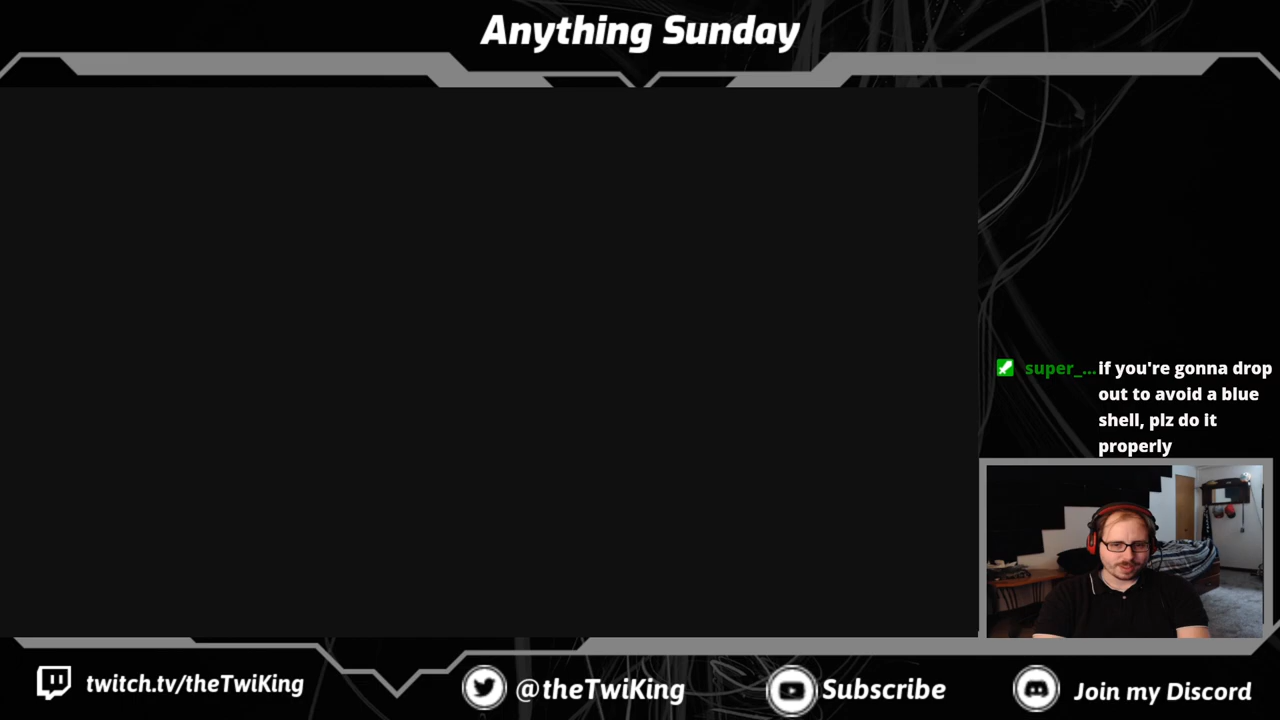 Anything Sunday
super_... if you're gonna drop
out to avoid a blue
shell, plz do it
properly
twitch.tv/theTwiKing
@theTwiKing
Subscribe
Join my Discord